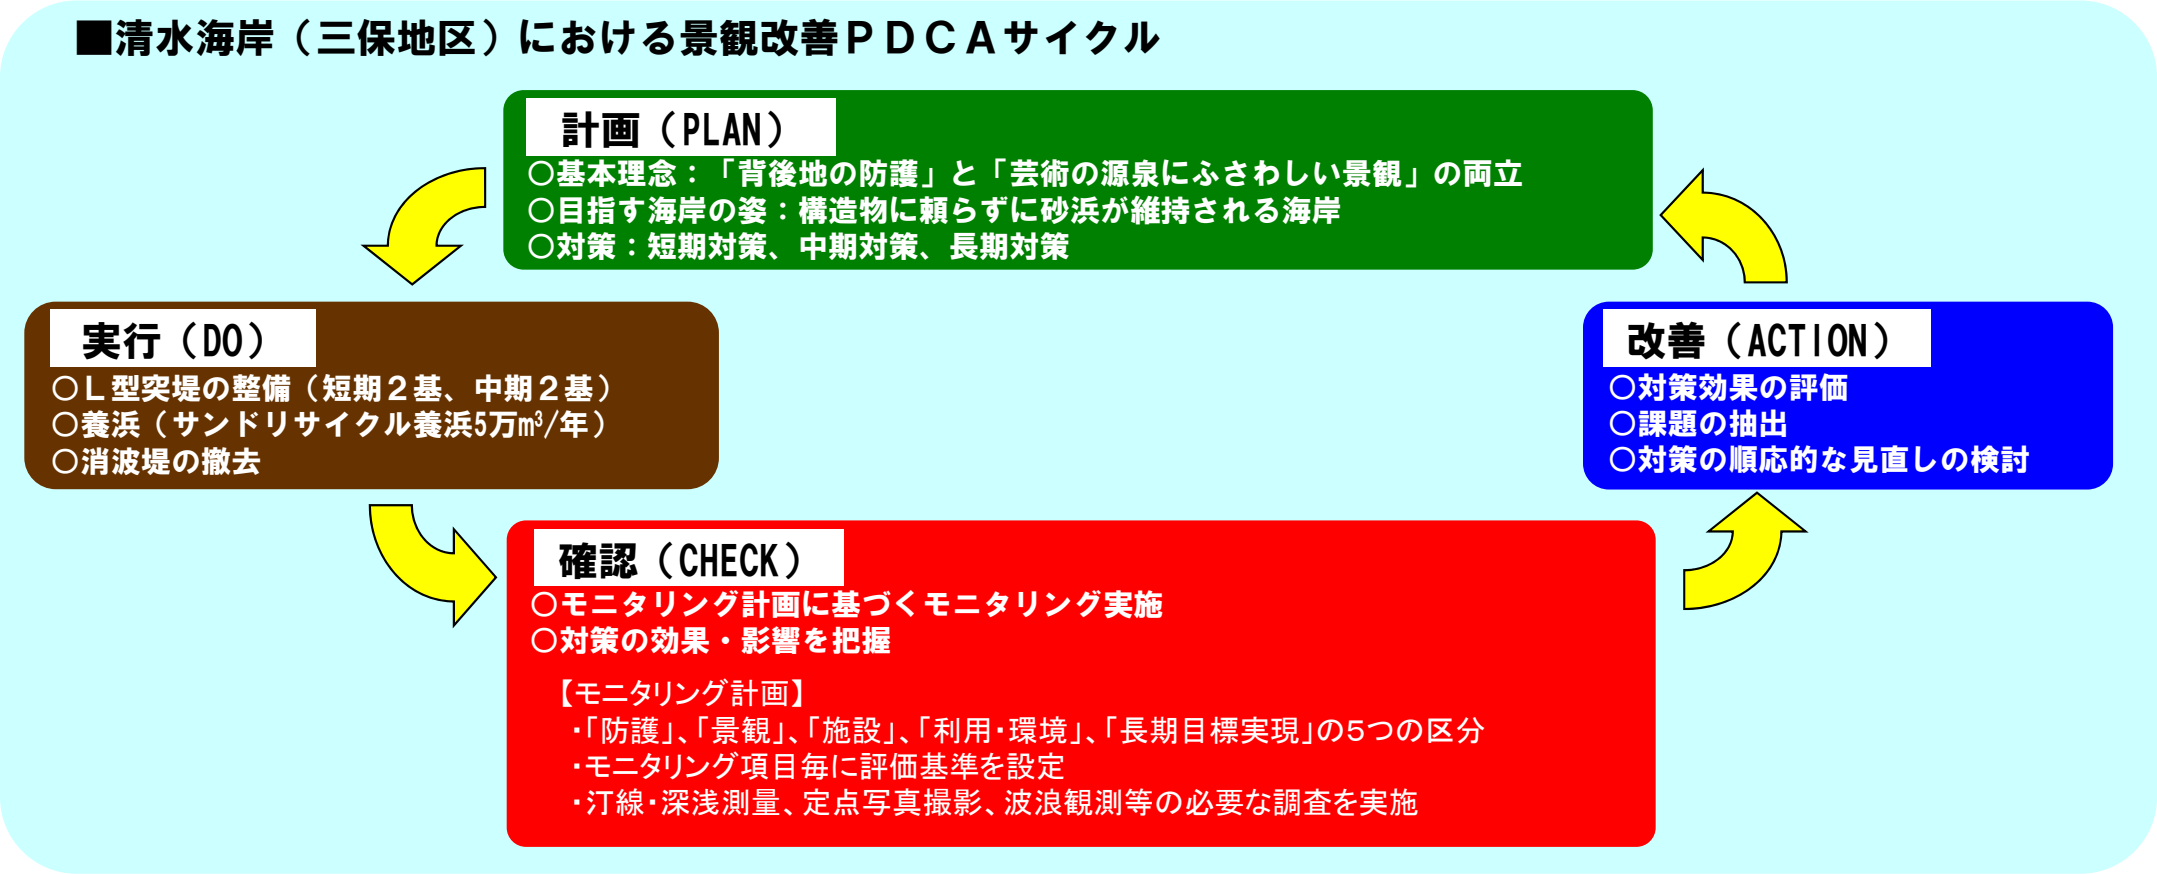 ■清水海岸（三保地区）における景観改善ＰＤＣＡサイクル
計画（PLAN）
○基本理念：「背後地の防護」と「芸術の源泉にふさわしい景観」の両立
○目指す海岸の姿：構造物に頼らずに砂浜が維持される海岸
○対策：短期対策、中期対策、長期対策
実行（DO）
○Ｌ型突堤の整備（短期２基、中期２基）
○養浜（サンドリサイクル養浜5万m³/年）
○消波堤の撤去
確認（CHECK）
○モニタリング計画に基づくモニタリング実施
○対策の効果・影響を把握
【モニタリング計画】
・「防護」、「景観」、「施設」、「利用・環境」、「長期目標実現」の５つの区分
・モニタリング項目毎に評価基準を設定
・汀線・深浅測量、定点写真撮影、波浪観測等の必要な調査を実施
改善（ACTION）
○対策効果の評価
○課題の抽出
○対策の順応的な見直しの検討